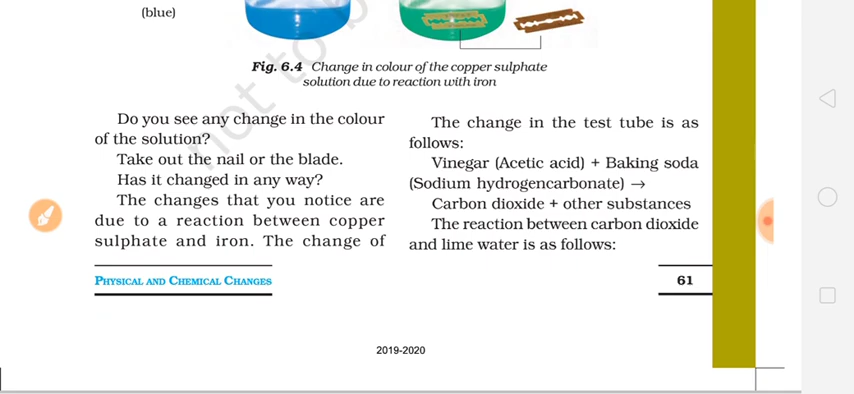 (blue)
Fig. 6.4 Change in colour of the copper sulphate
solution due to reaction with iron
Do you see any change in the colour
of the solution?
Take out the nail or the blade.
Has it changed in any way?
The changes that you notice are
due to a reaction between copper
sulphate and iron. The change of
The change in the test tube is as
follows:
Vinegar (Acetic acid) + Baking soda
(Sodium hydrogencarbonate) →
Carbon dioxide + other substances
The reaction between carbon dioxide
and lime water is as follows:
PHYSICAL AND CHEMICAL CHANGES
61
2019-2020
not to b